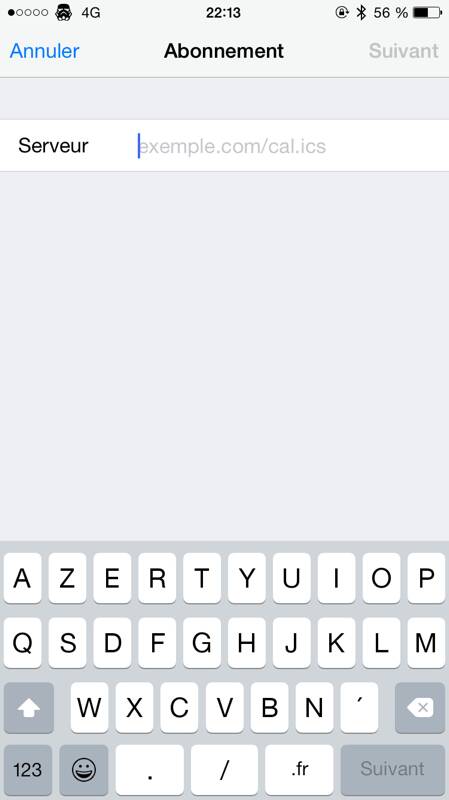 4G 22:13 56 %
Annuler Abonnement Suivant
Serveur exemple.com/cal.ics
A Z E R T Y U I O P
Q S D F G H J K L M
W X C V B N ´
123 . / .fr Suivant